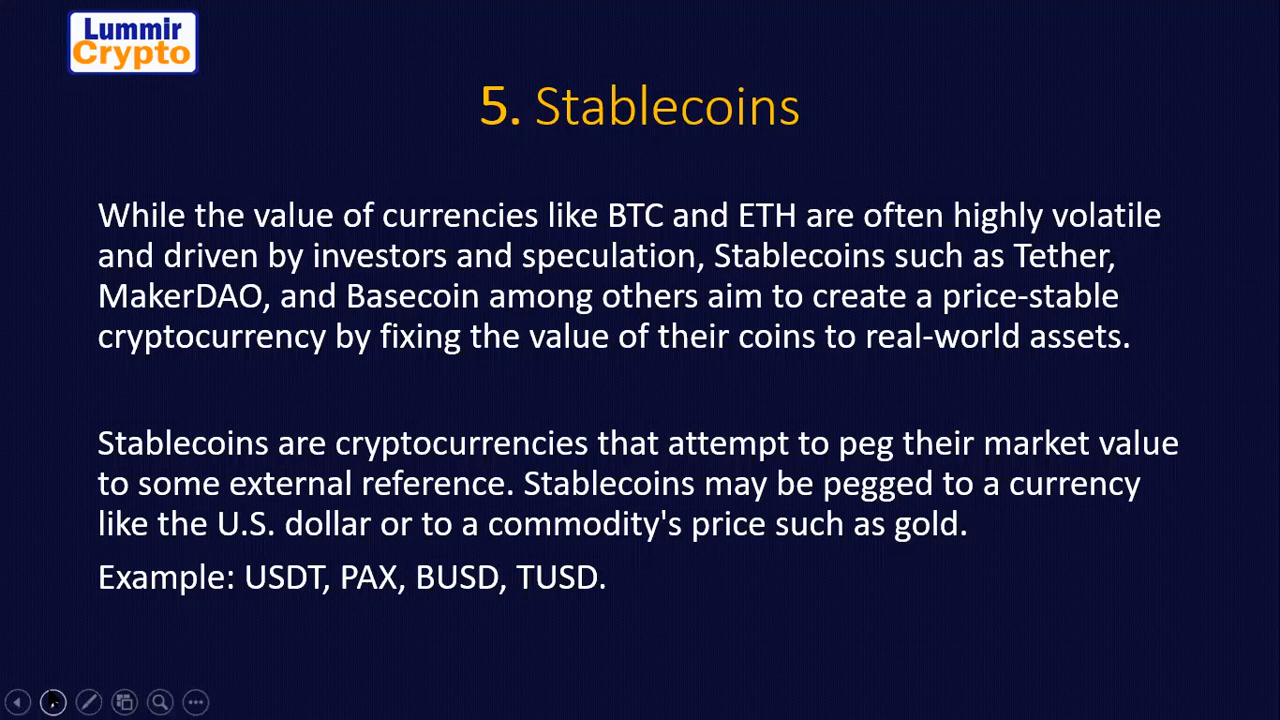 Lummir
Crypto
5. Stablecoins
While the value of currencies like BTC and ETH are often highly volatile
and driven by investors and speculation, Stablecoins such as Tether,
MakerDAO, and Basecoin among others aim to create a price-stable
cryptocurrency by fixing the value of their coins to real-world assets.
Stablecoins are cryptocurrencies that attempt to peg their market value
to some external reference. Stablecoins may be pegged to a currency
like the U.S. dollar or to a commodity's price such as gold.
Example: USDT, PAX, BUSD, TUSD.